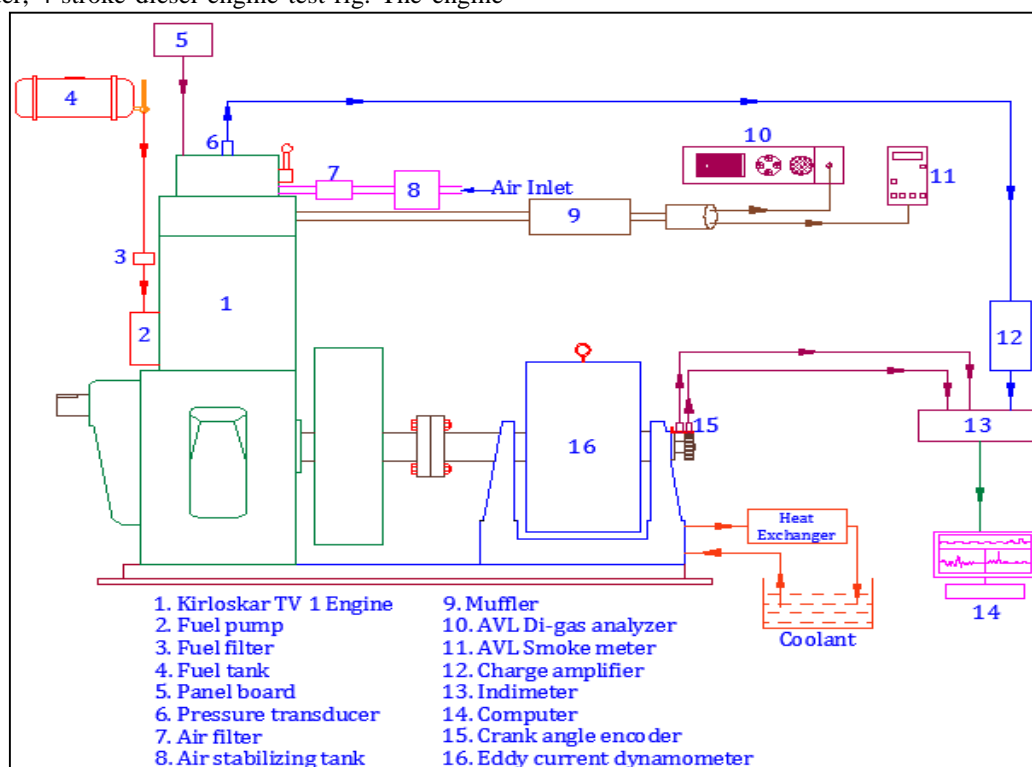 4 stroke diesel engine test rig. The engine
5
4
6
10
7
8
Air Inlet
11
9
3
1
2
12
15
13
16
Heat
Exchanger
14
Coolant
1. Kirloskar TV 1 Engine
2. Fuel pump
3. Fuel filter
4. Fuel tank
5. Panel board
6. Pressure transducer
7. Air filter
8. Air stabilizing tank
9. Muffler
10. AVL Di-gas analyzer
11. AVL Smoke meter
12. Charge amplifier
13. Indimeter
14. Computer
15. Crank angle encoder
16. Eddy current dynamometer